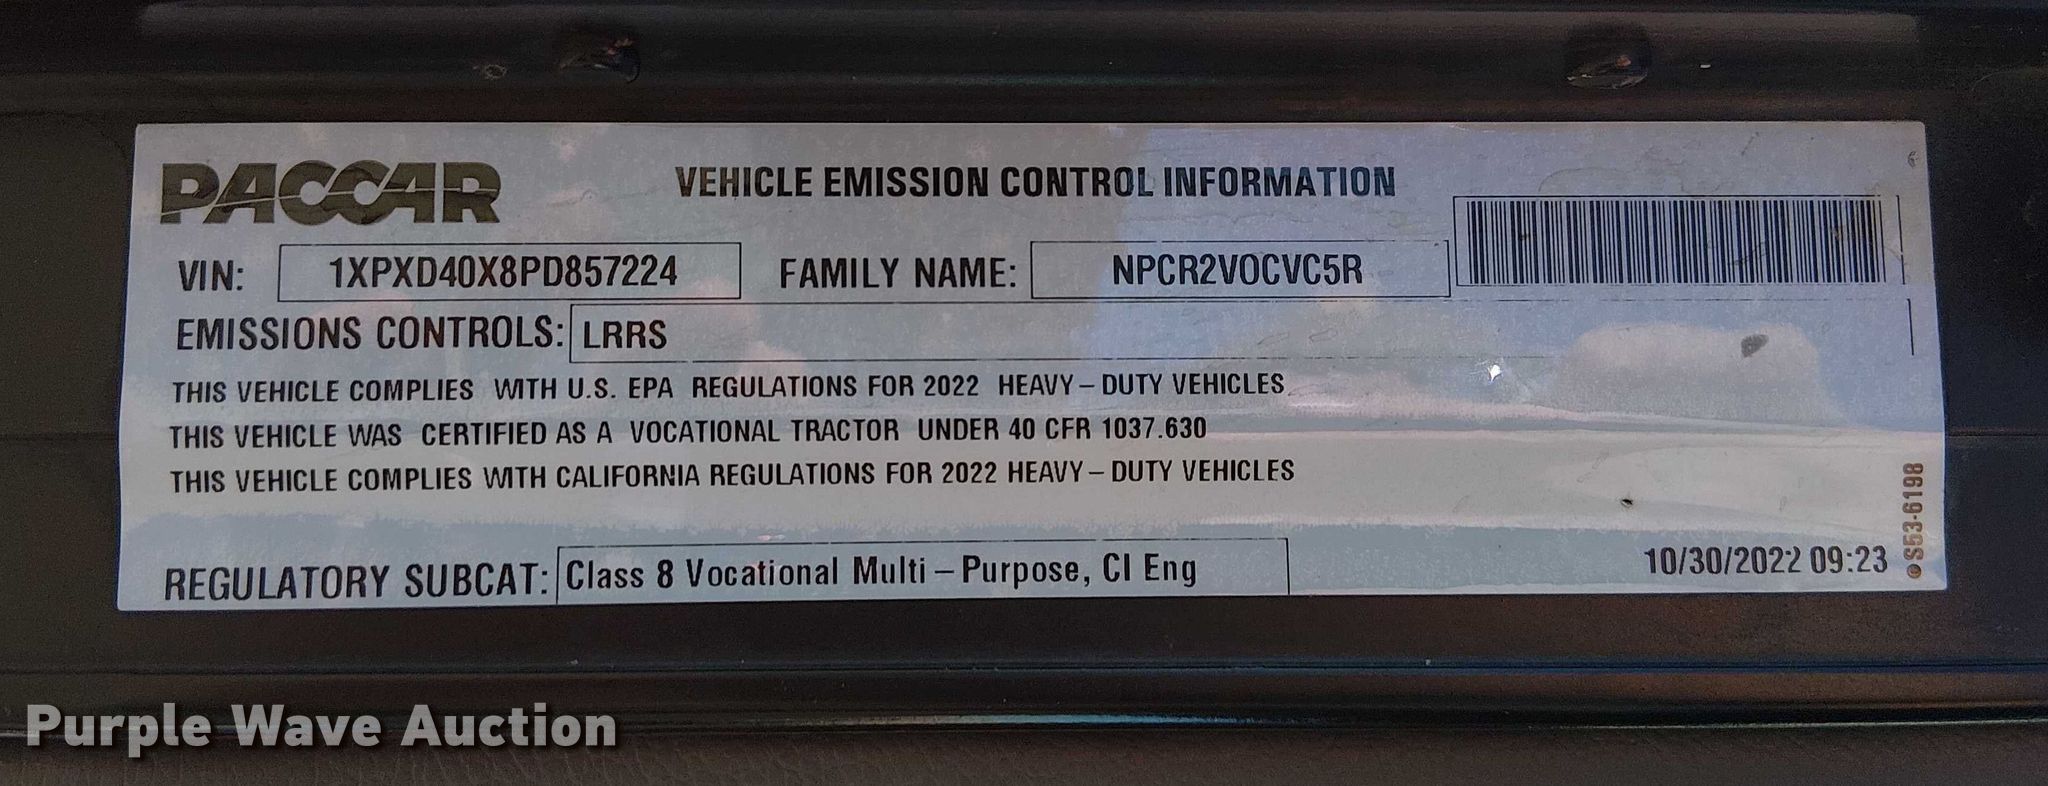 PACCAR
VEHICLE EMISSION CONTROL INFORMATION
VIN: 1XPXD40X8PD857224 FAMILY NAME: NPCR2VOCVC5R
EMISSIONS CONTROLS: LRRS
THIS VEHICLE COMPLIES WITH U.S. EPA REGULATIONS FOR 2022 HEAVY-DUTY VEHICLES
THIS VEHICLE WAS CERTIFIED AS A VOCATIONAL TRACTOR UNDER 40 CFR 1037.630
THIS VEHICLE COMPLIES WITH CALIFORNIA REGULATIONS FOR 2022 HEAVY-DUTY VEHICLES
REGULATORY SUBCAT: Class 8 Vocational Multi-Purpose, CI Eng
10/30/2022 09:23
S53-6198
Purple Wave Auction